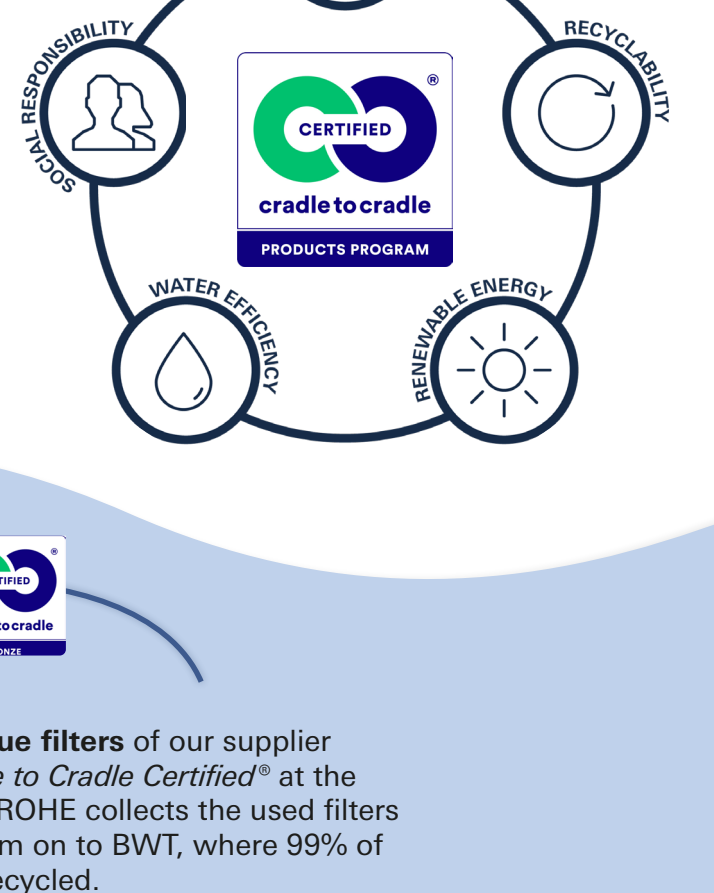 SOCIAL RESPONSIBILITY
RECYCLABILITY
®
CERTIFIED
cradle to cradle
PRODUCTS PROGRAM
WATER EFFICIENCY
RENEWABLE ENERGY
®
TIFIED
to cradle
ONZE
ue filters of our supplier
e to Cradle Certified® at the
ROHE collects the used filters
m on to BWT, where 99% of
ecycled.